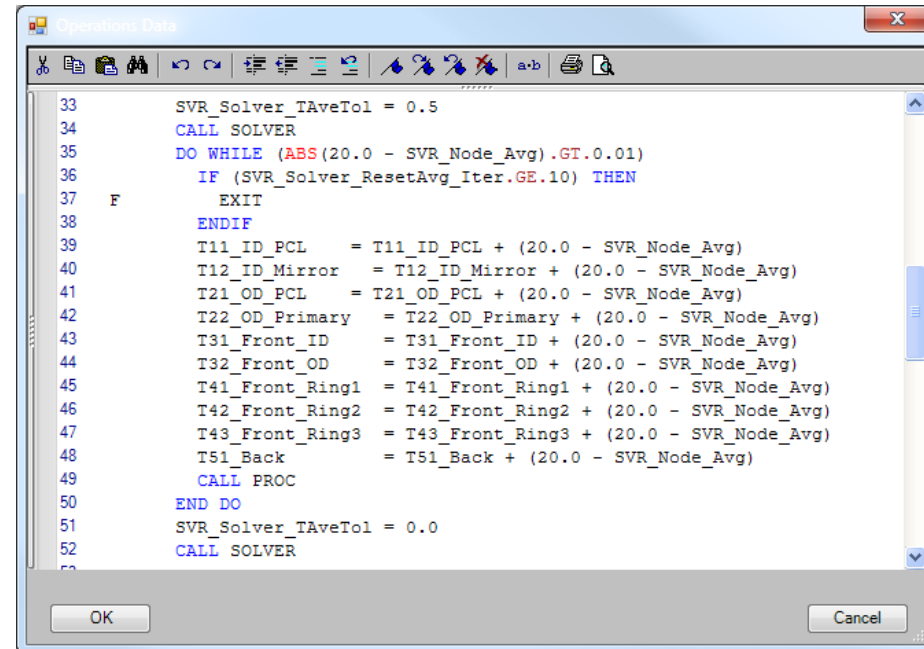 Operations Data
a·b
33 SVR_Solver_TAveTol = 0.5
34 CALL SOLVER
35 DO WHILE (ABS(20.0 - SVR_Node_Avg).GT.0.01)
36 IF (SVR_Solver_ResetAvg_Iter.GE.10) THEN
37 F EXIT
38 ENDIF
39 T11_ID_PCL = T11_ID_PCL + (20.0 - SVR_Node_Avg)
40 T12_ID_Mirror = T12_ID_Mirror + (20.0 - SVR_Node_Avg)
41 T21_OD_PCL = T21_OD_PCL + (20.0 - SVR_Node_Avg)
42 T22_OD_Primary = T22_OD_Primary + (20.0 - SVR_Node_Avg)
43 T31_Front_ID = T31_Front_ID + (20.0 - SVR_Node_Avg)
44 T32_Front_OD = T32_Front_OD + (20.0 - SVR_Node_Avg)
45 T41_Front_Ring1 = T41_Front_Ring1 + (20.0 - SVR_Node_Avg)
46 T42_Front_Ring2 = T42_Front_Ring2 + (20.0 - SVR_Node_Avg)
47 T43_Front_Ring3 = T43_Front_Ring3 + (20.0 - SVR_Node_Avg)
48 T51_Back = T51_Back + (20.0 - SVR_Node_Avg)
49 CALL PROC
50 END DO
51 SVR_Solver_TAveTol = 0.0
52 CALL SOLVER
OK Cancel